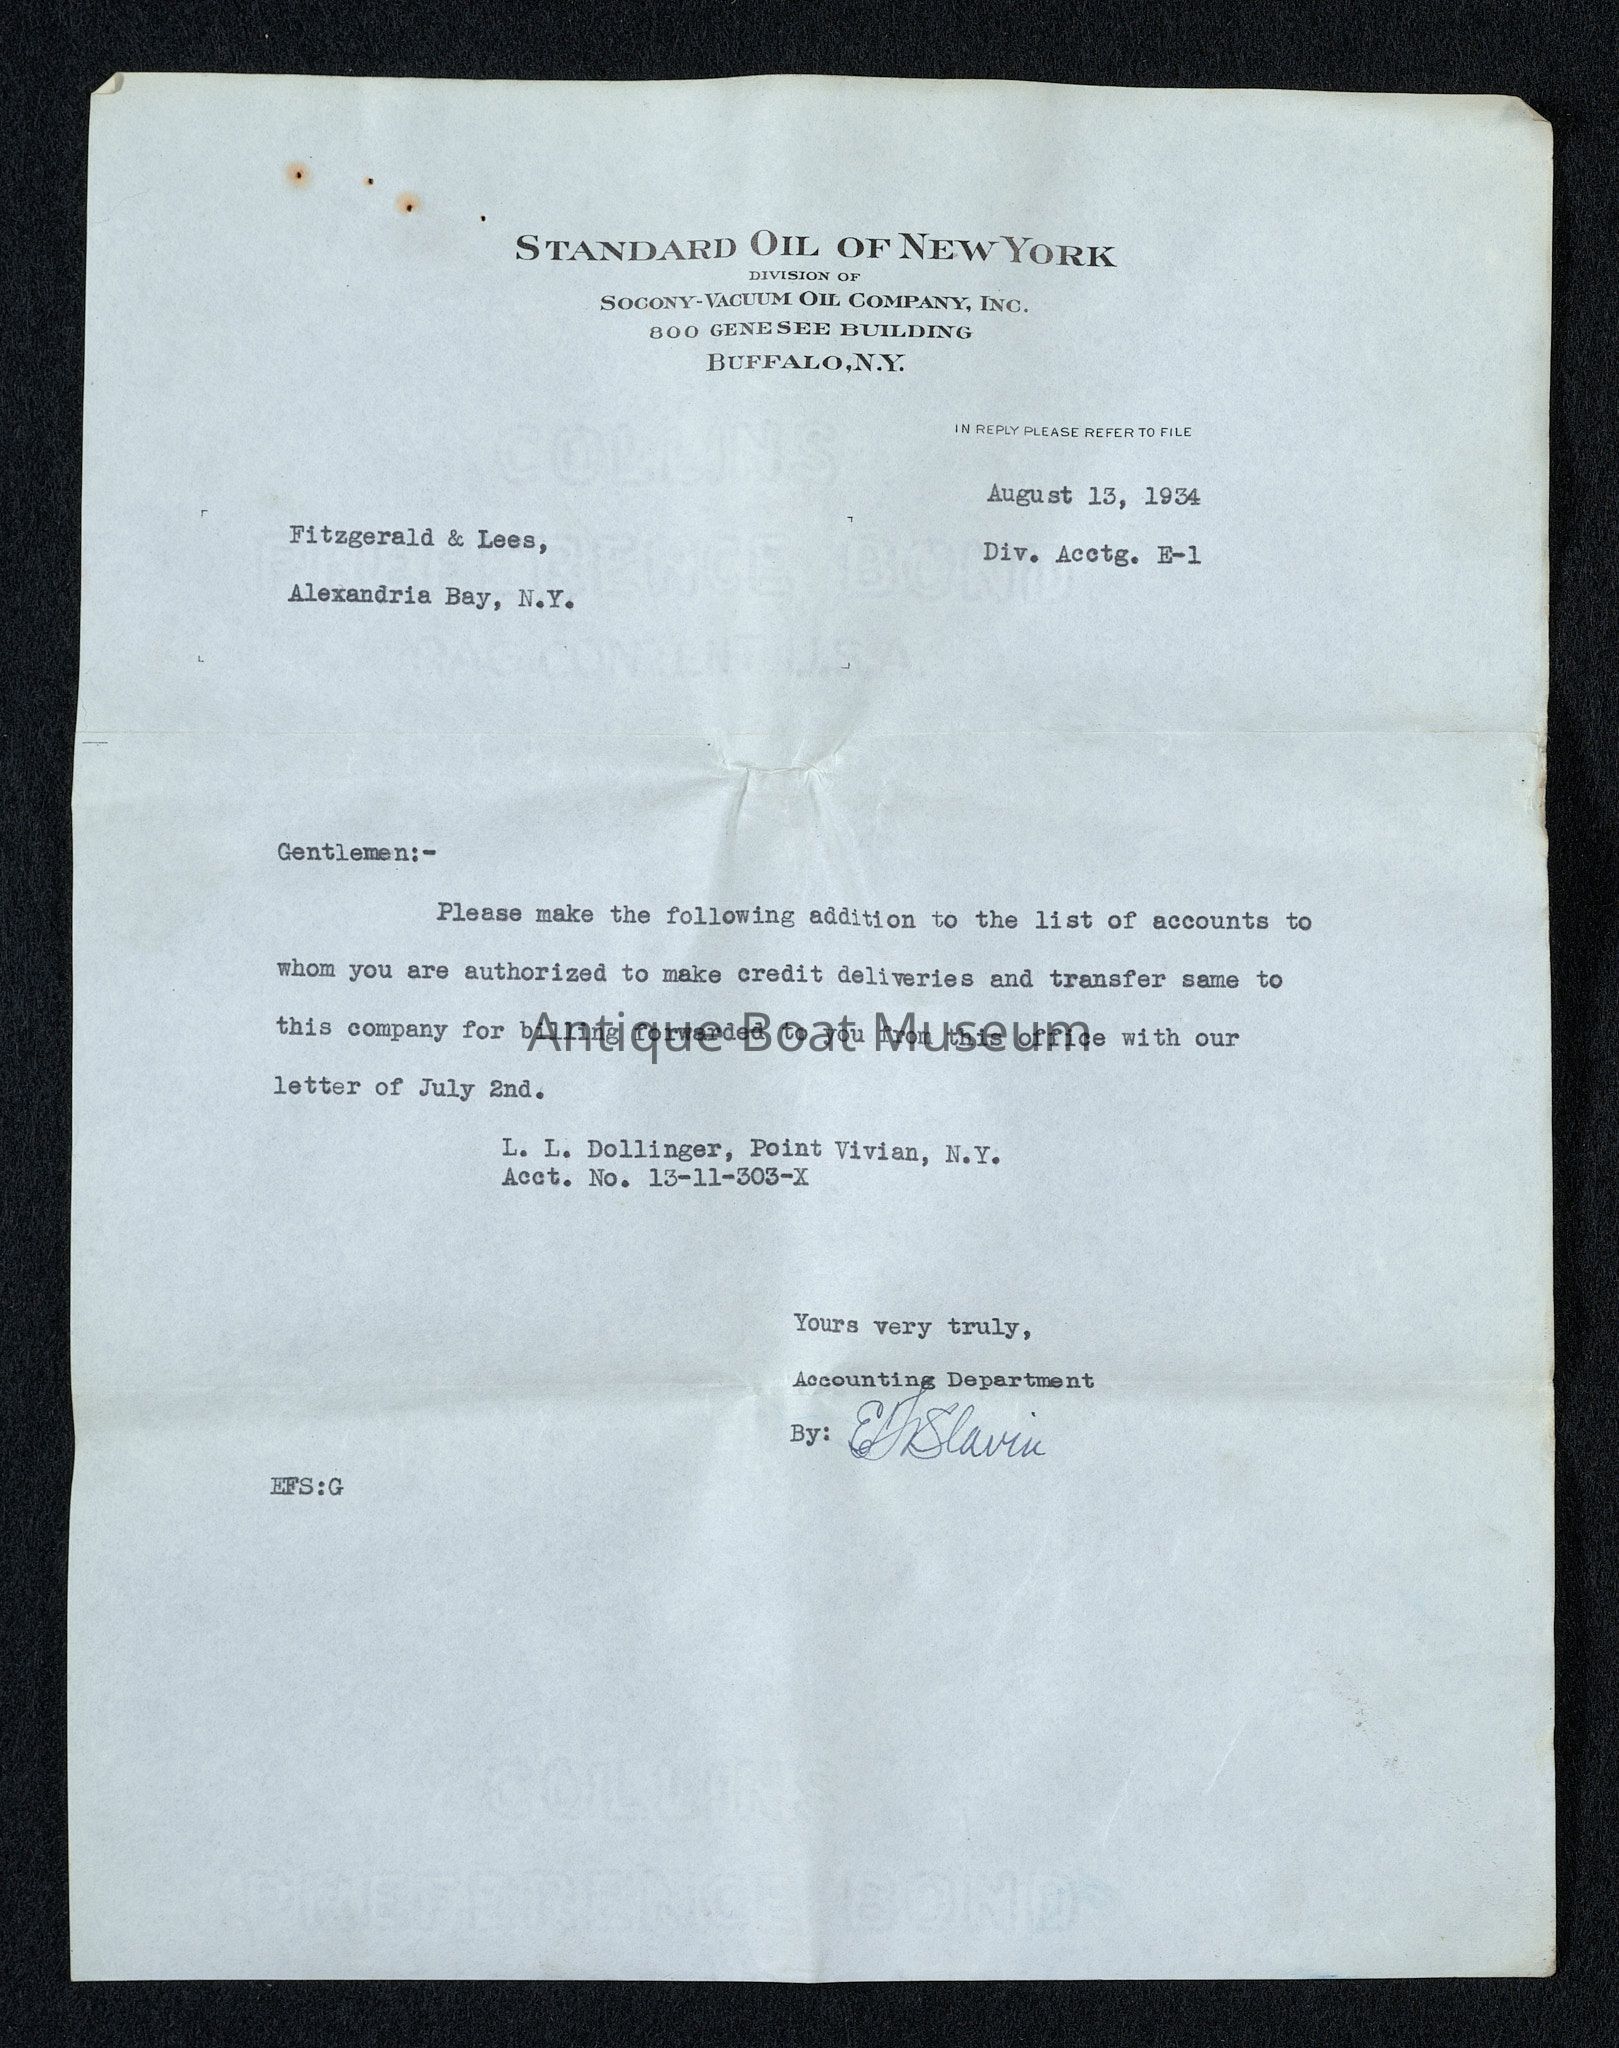 STANDARD OIL OF NEW YORK
DIVISION OF
SOCONY-VACUUM OIL COMPANY, INC.
800 GENESEE BUILDING
BUFFALO, N.Y.
IN REPLY PLEASE REFER TO FILE
August 13, 1934
Fitzgerald & Lees,
Div. Acctg. E-1
Alexandria Bay, N.Y.
Gentlemen:-
Please make the following addition to the list of accounts to
whom you are authorized to make credit deliveries and transfer same to
this company for billing forwarded to you from this office with our
Antique Boat Museum
letter of July 2nd.
L. L. Dollinger, Point Vivian, N.Y.
Acct. No. 13-11-303-X
Yours very truly,
Accounting Department
By: EFSlavin
EFS:G